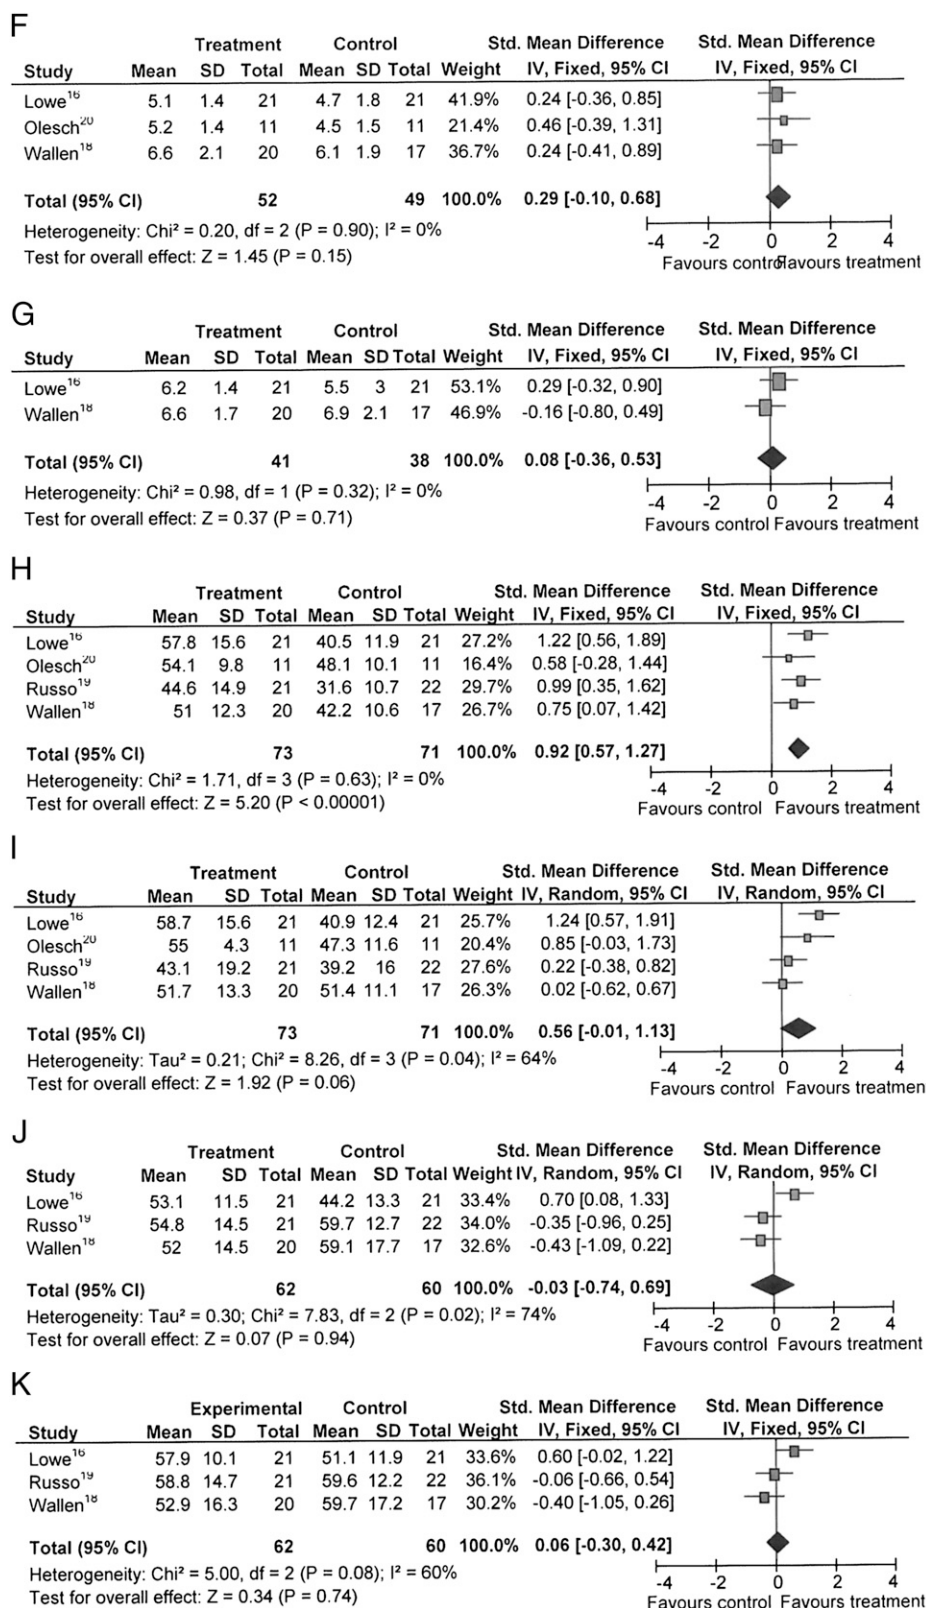 F
Treatment Control Std. Mean Difference Std. Mean Difference
Study Mean SD Total Mean SD Total Weight IV, Fixed, 95% CI IV, Fixed, 95% CI
Lowe¹⁶ 5.1 1.4 21 4.7 1.8 21 41.9% 0.24 [-0.36, 0.85]
Olesch²⁰ 5.2 1.4 11 4.5 1.5 11 21.4% 0.46 [-0.39, 1.31]
Wallen¹⁸ 6.6 2.1 20 6.1 1.9 17 36.7% 0.24 [-0.41, 0.89]
Total (95% CI) 52 49 100.0% 0.29 [-0.10, 0.68]
Heterogeneity: Chi² = 0.20, df = 2 (P = 0.90); I² = 0%
Test for overall effect: Z = 1.45 (P = 0.15)
-4 -2 0 2 4
Favours control Favours treatment
G
Treatment Control Std. Mean Difference Std. Mean Difference
Study Mean SD Total Mean SD Total Weight IV, Fixed, 95% CI IV, Fixed, 95% CI
Lowe¹⁶ 6.2 1.4 21 5.5 3 21 53.1% 0.29 [-0.32, 0.90]
Wallen¹⁸ 6.6 1.7 20 6.9 2.1 17 46.9% -0.16 [-0.80, 0.49]
Total (95% CI) 41 38 100.0% 0.08 [-0.36, 0.53]
Heterogeneity: Chi² = 0.98, df = 1 (P = 0.32); I² = 0%
Test for overall effect: Z = 0.37 (P = 0.71)
-4 -2 0 2 4
Favours control Favours treatment
H
Treatment Control Std. Mean Difference Std. Mean Difference
Study Mean SD Total Mean SD Total Weight IV, Fixed, 95% CI IV, Fixed, 95% CI
Lowe¹⁶ 57.8 15.6 21 40.5 11.9 21 27.2% 1.22 [0.56, 1.89]
Olesch²⁰ 54.1 9.8 11 48.1 10.1 11 16.4% 0.58 [-0.28, 1.44]
Russo¹⁹ 44.6 14.9 21 31.6 10.7 22 29.7% 0.99 [0.35, 1.62]
Wallen¹⁸ 51 12.3 20 42.2 10.6 17 26.7% 0.75 [0.07, 1.42]
Total (95% CI) 73 71 100.0% 0.92 [0.57, 1.27]
Heterogeneity: Chi² = 1.71, df = 3 (P = 0.63); I² = 0%
Test for overall effect: Z = 5.20 (P < 0.00001)
-4 -2 0 2 4
Favours control Favours treatment
I
Treatment Control Std. Mean Difference Std. Mean Difference
Study Mean SD Total Mean SD Total Weight IV, Random, 95% CI IV, Random, 95% CI
Lowe¹⁶ 58.7 15.6 21 40.9 12.4 21 25.7% 1.24 [0.57, 1.91]
Olesch²⁰ 55 4.3 11 47.3 11.6 11 20.4% 0.85 [-0.03, 1.73]
Russo¹⁹ 43.1 19.2 21 39.2 16 22 27.6% 0.22 [-0.38, 0.82]
Wallen¹⁸ 51.7 13.3 20 51.4 11.1 17 26.3% 0.02 [-0.62, 0.67]
Total (95% CI) 73 71 100.0% 0.56 [-0.01, 1.13]
Heterogeneity: Tau² = 0.21; Chi² = 8.26, df = 3 (P = 0.04); I² = 64%
Test for overall effect: Z = 1.92 (P = 0.06)
-4 -2 0 2 4
Favours control Favours treatmen
J
Treatment Control Std. Mean Difference Std. Mean Difference
Study Mean SD Total Mean SD Total Weight IV, Random, 95% CI IV, Random, 95% CI
Lowe¹⁶ 53.1 11.5 21 44.2 13.3 21 33.4% 0.70 [0.08, 1.33]
Russo¹⁹ 54.8 14.5 21 59.7 12.7 22 34.0% -0.35 [-0.96, 0.25]
Wallen¹⁸ 52 14.5 20 59.1 17.7 17 32.6% -0.43 [-1.09, 0.22]
Total (95% CI) 62 60 100.0% -0.03 [-0.74, 0.69]
Heterogeneity: Tau² = 0.30; Chi² = 7.83, df = 2 (P = 0.02); I² = 74%
Test for overall effect: Z = 0.07 (P = 0.94)
-4 -2 0 2 4
Favours control Favours treatment
K
Experimental Control Std. Mean Difference Std. Mean Difference
Study Mean SD Total Mean SD Total Weight IV, Fixed, 95% CI IV, Fixed, 95% CI
Lowe¹⁶ 57.9 10.1 21 51.1 11.9 21 33.6% 0.60 [-0.02, 1.22]
Russo¹⁹ 58.8 14.7 21 59.6 12.2 22 36.1% -0.06 [-0.66, 0.54]
Wallen¹⁸ 52.9 16.3 20 59.7 17.2 17 30.2% -0.40 [-1.05, 0.26]
Total (95% CI) 62 60 100.0% 0.06 [-0.30, 0.42]
Heterogeneity: Chi² = 5.00, df = 2 (P = 0.08); I² = 60%
Test for overall effect: Z = 0.34 (P = 0.74)
-4 -2 0 2 4
Favours control Favours treatment